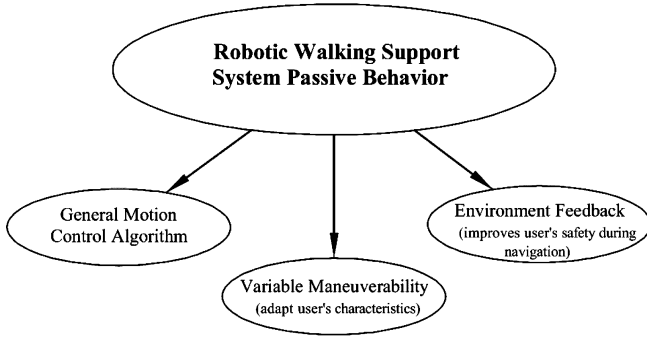 Robotic Walking Support
System Passive Behavior
General Motion
Control Algorithm
Variable Maneuverability
(adapt user's characteristics)
Environment Feedback
(improves user's safety during
navigation)